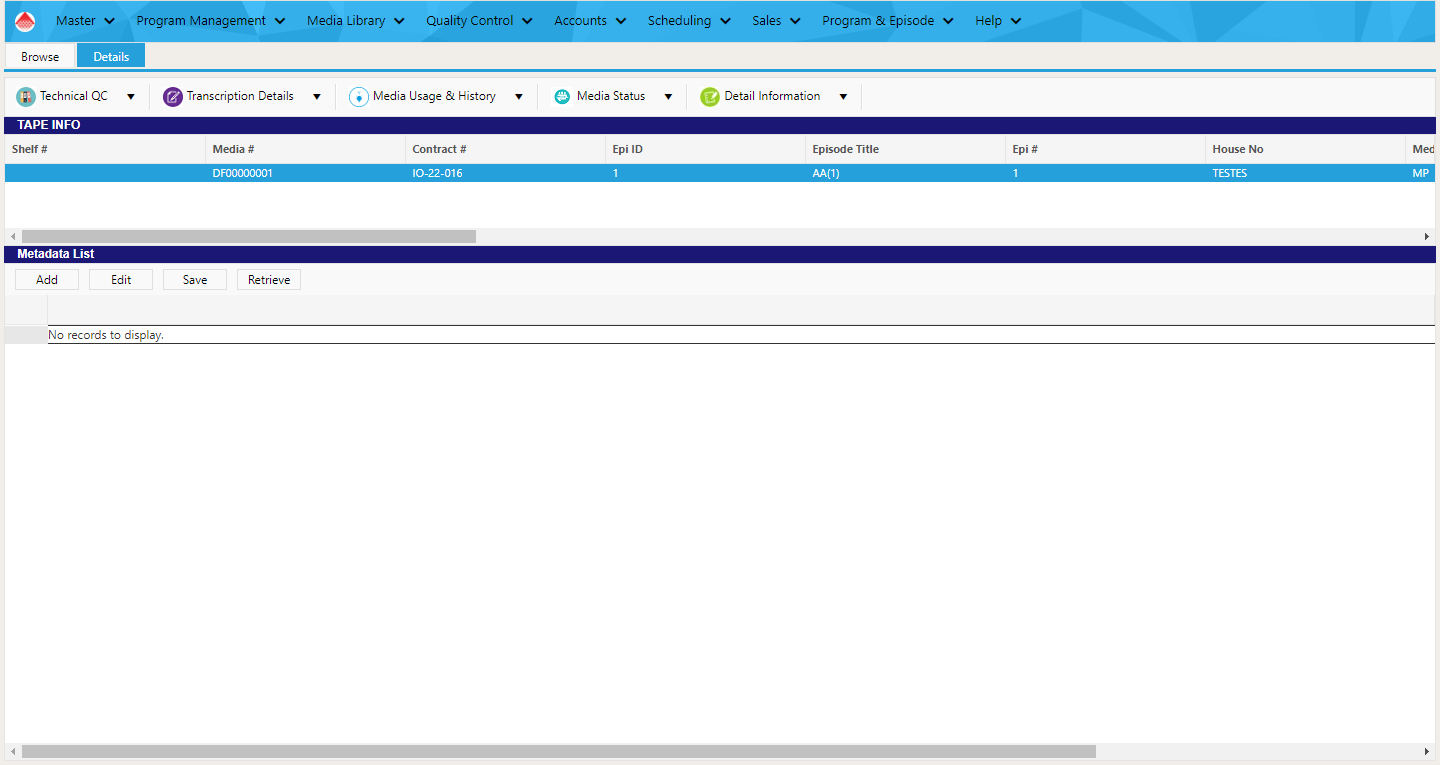 Master Program Management Media Library Quality Control Accounts Scheduling Sales Program & Episode Help
Browse Details
Technical QC Transcription Details Media Usage & History Media Status Detail Information
TAPE INFO
Shelf # Media # Contract # Epi ID Episode Title Epi # House No Med
DF00000001 IO-22-016 1 AA(1) 1 TESTES MP
Metadata List
Add Edit Save Retrieve
No records to display.